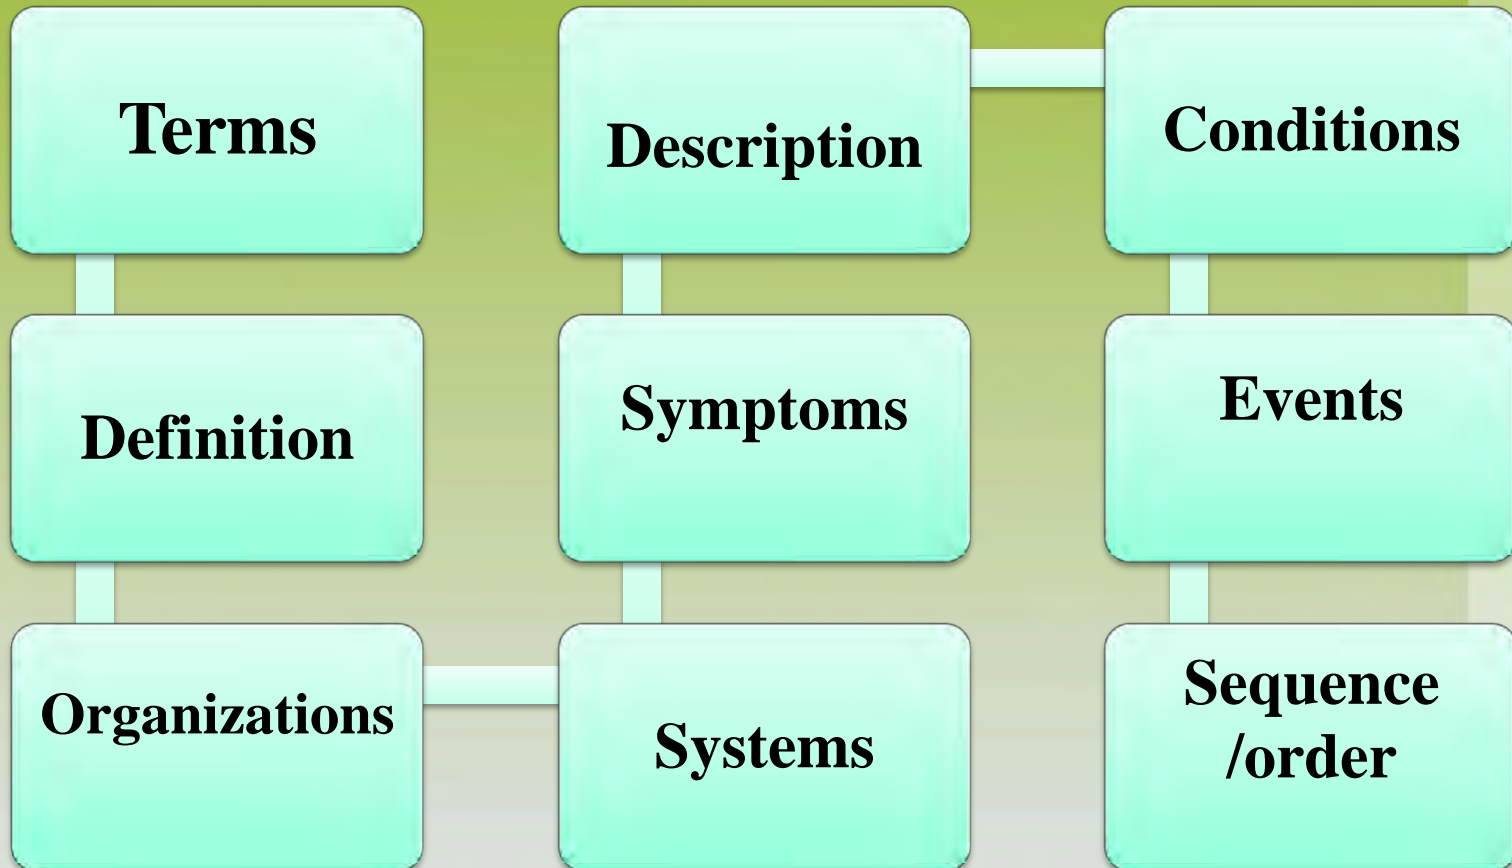 Terms
Definition
Organizations
Systems
Symptoms
Description
Conditions
Events
Sequence
/order